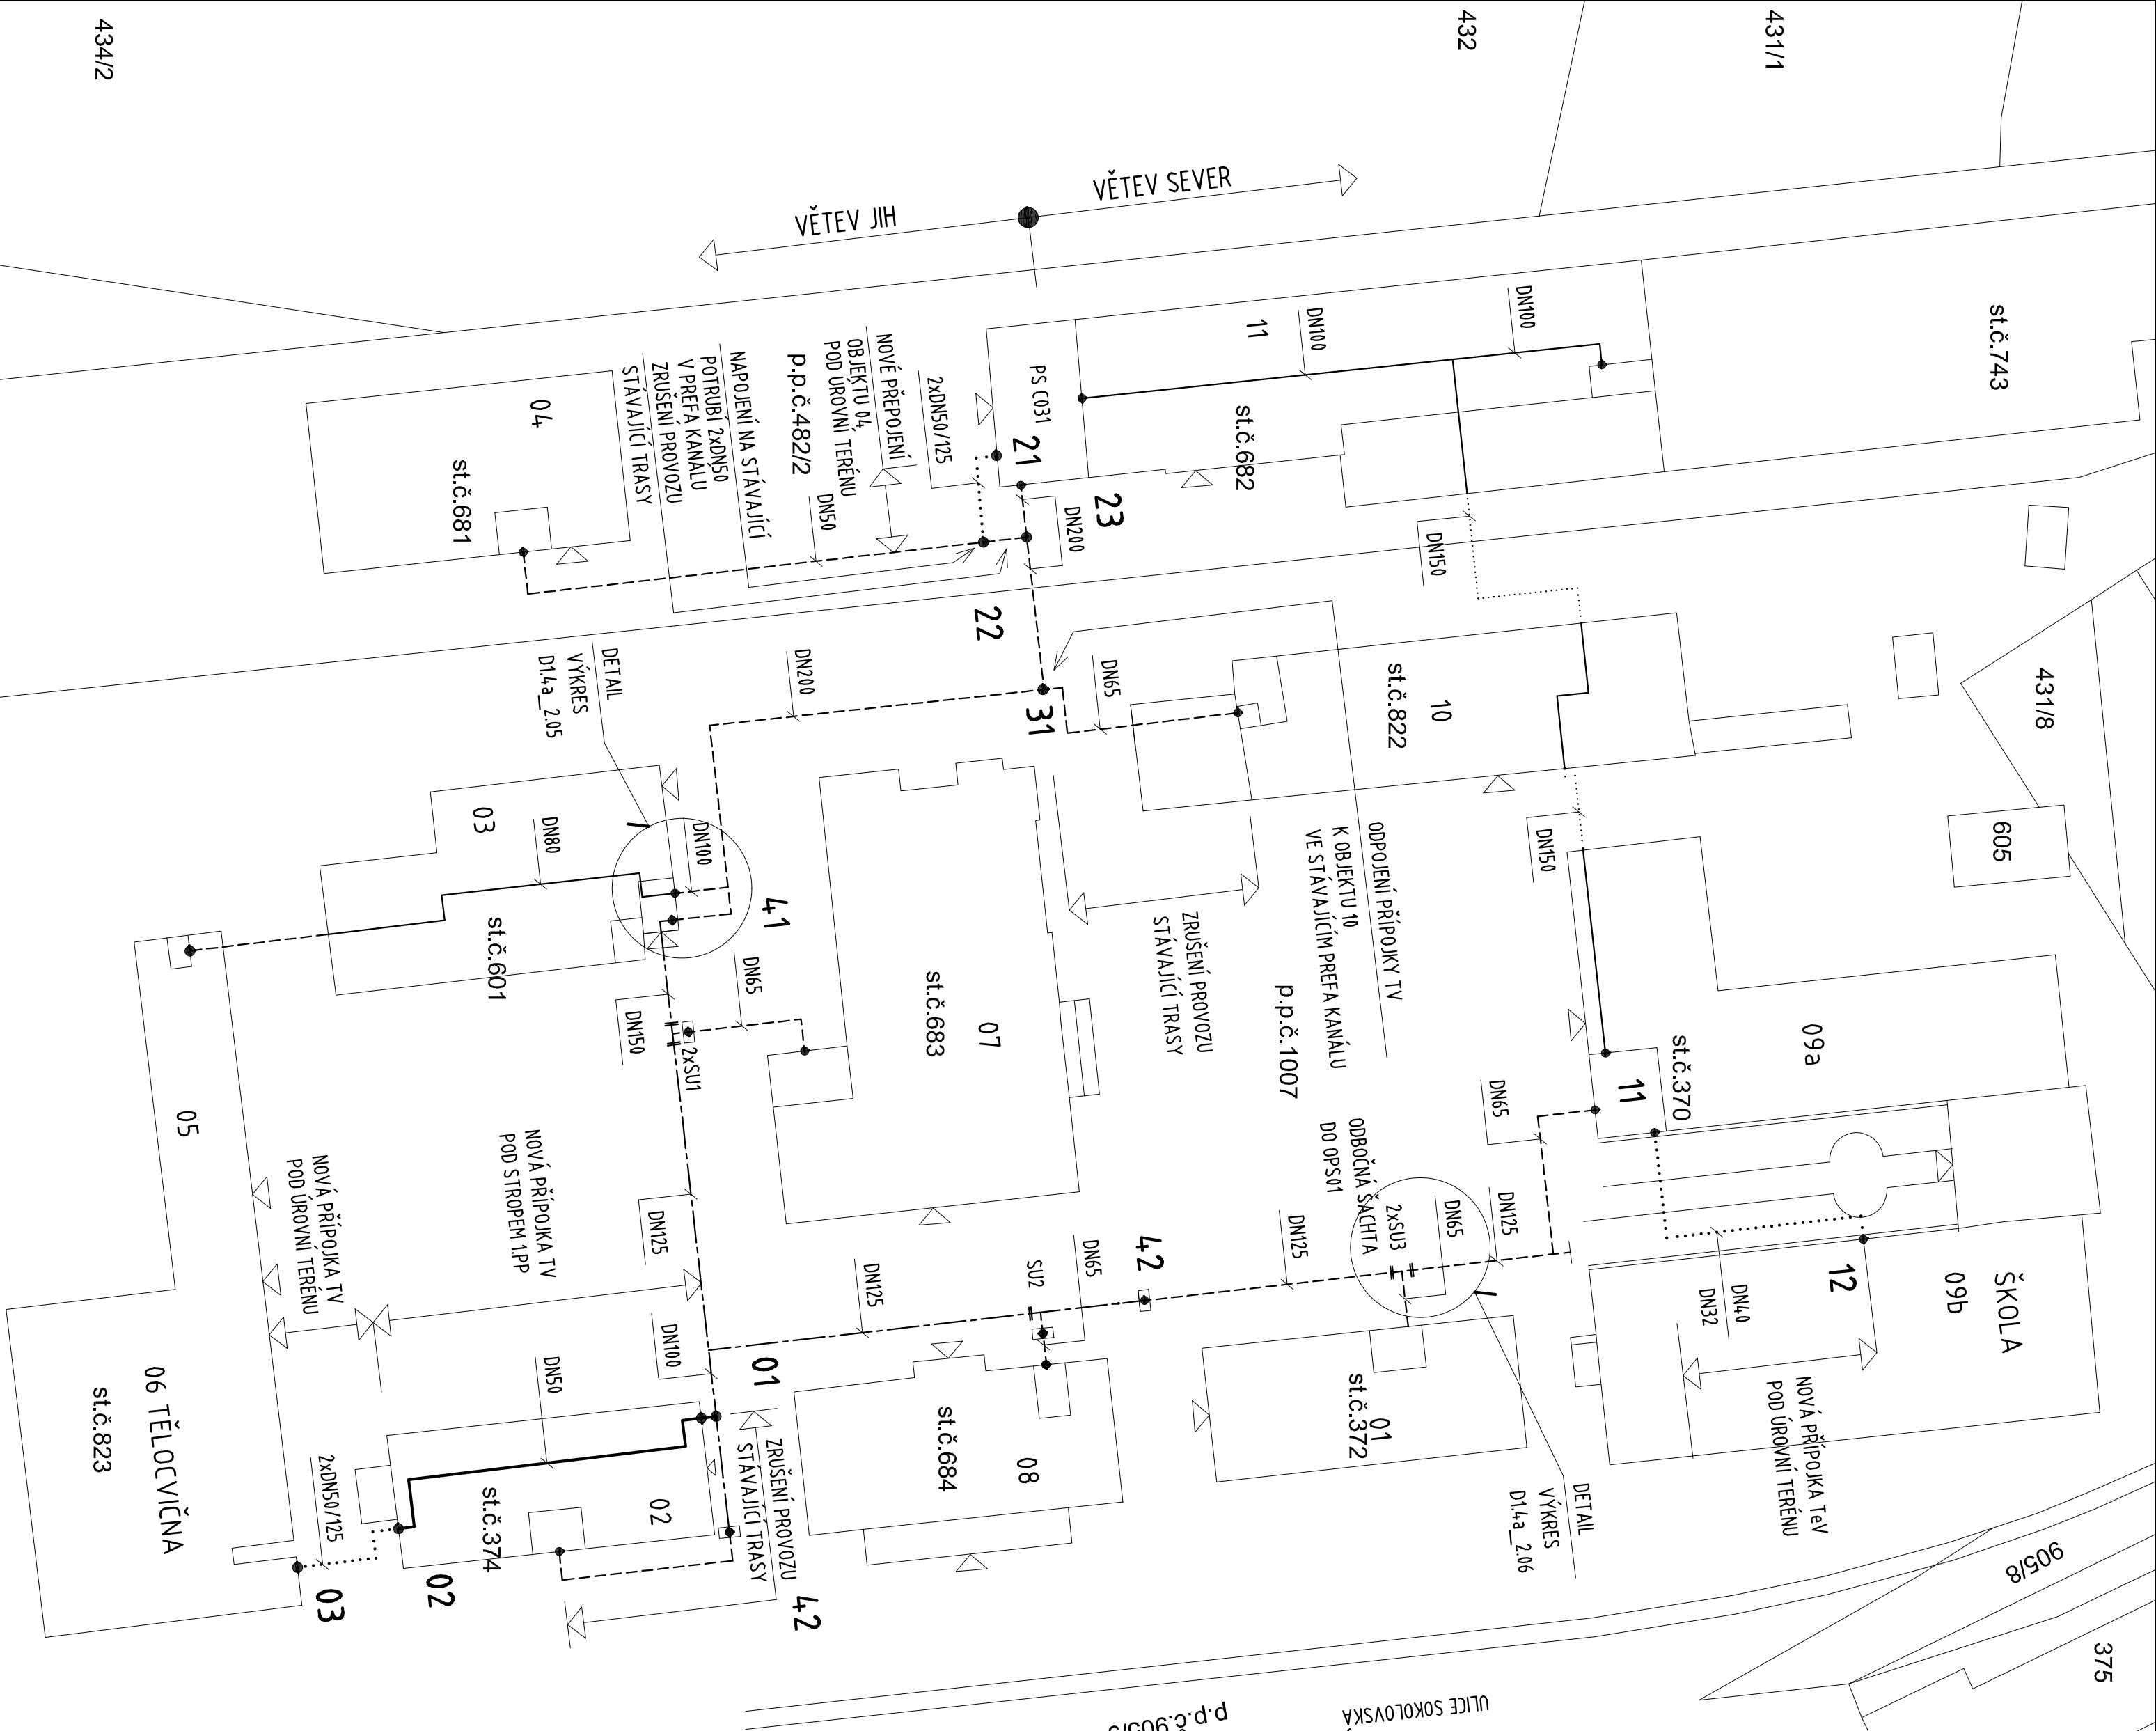 434/2
432
431/1
VĚTEV SEVER
VĚTEV JIH
st.č.743
DN100
DN100
11
PS C031
st.č.682
21
23
DN200
2xDN50/125
NOVÉ PŘEPOJENÍ
OBJEKTU 04
POD ÚROVNÍ TERÉNU
p.p.č.482/2
DN50
NAPOJENÍ NA STÁVAJÍCÍ
POTRUBÍ 2xDN50
V PREFA KANÁLU
ZRUŠENÍ PROVOZU
STÁVAJÍCÍ TRASY
04
st.č.681
DN150
22
31
DN65
DN200
DETAIL
VÝKRES
D1.4a_2.05
10
st.č.822
431/8
605
DN150
ODPOJENÍ PŘÍPOJKY TV
K OBJEKTU 10
VE STÁVAJÍCÍM PREFA KANÁLU
ZRUŠENÍ PROVOZU
STÁVAJÍCÍ TRASY
p.p.č.1007
03
DN80
st.č.601
DN100
41
DN65
DN150
2xSU1
07
st.č.683
09a
st.č.370
11
DN65
ODBOČNÁ ŠACHTA
DO OPS01
2xSU3
DN65
DN125
DN125
42
DN65
SU2
DN125
DN125
DN100
05
NOVÁ PŘÍPOJKA TV
POD STROPEM 1.PP
NOVÁ PŘÍPOJKA TV
POD ÚROVNÍ TERÉNU
06 TĚLOCVIČNA
st.č.823
DN50
01
2xDN50/125
03
02
st.č.374
02
ZRUŠENÍ PROVOZU
STÁVAJÍCÍ TRASY
42
08
st.č.684
01
st.č.372
12
DN40
DN32
ŠKOLA
09b
NOVÁ PŘÍPOJKA TeV
POD ÚROVNÍ TERÉNU
DETAIL
VÝKRES
D1.4a_2.06
905/8
375
ULICE SOKOLOVSKÁ